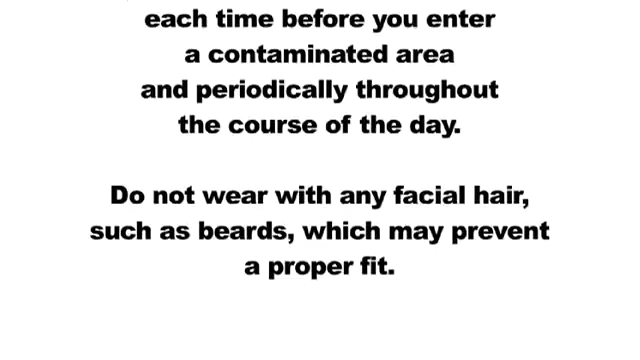 each time before you enter
a contaminated area
and periodically throughout
the course of the day.
Do not wear with any facial hair,
such as beards, which may prevent
a proper fit.